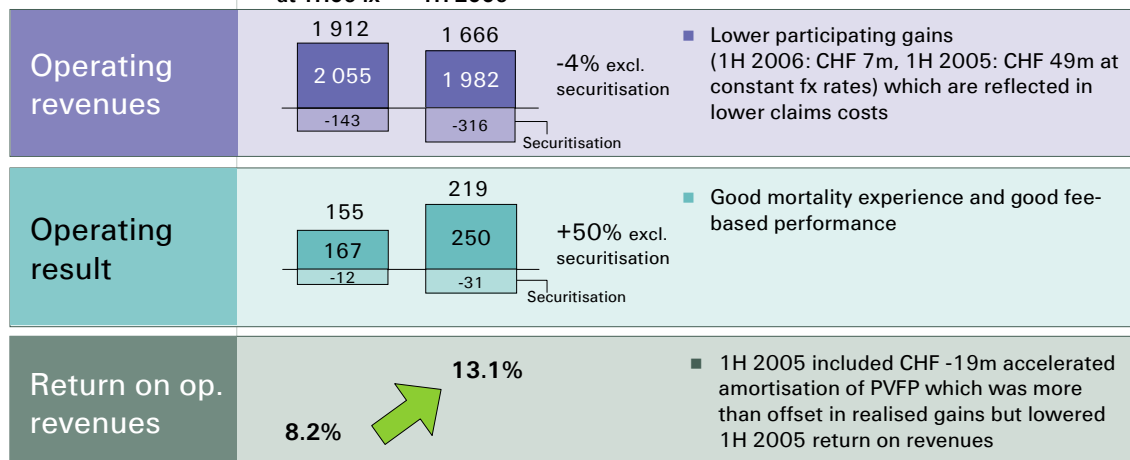 1 912
1 666
Operating
revenues
2 055
1 982
-4% excl.
securitisation
-143
-316
Securitisation
■ Lower participating gains
(1H 2006: CHF 7m, 1H 2005: CHF 49m at
constant fx rates) which are reflected in
lower claims costs
219
155
Operating
result
167
250
+50% excl.
securitisation
-12
-31
Securitisation
■ Good mortality experience and good fee-
based performance
Return on op.
revenues
8.2%
13.1%
■ 1H 2005 included CHF -19m accelerated
amortisation of PVFP which was more
than offset in realised gains but lowered
1H 2005 return on revenues